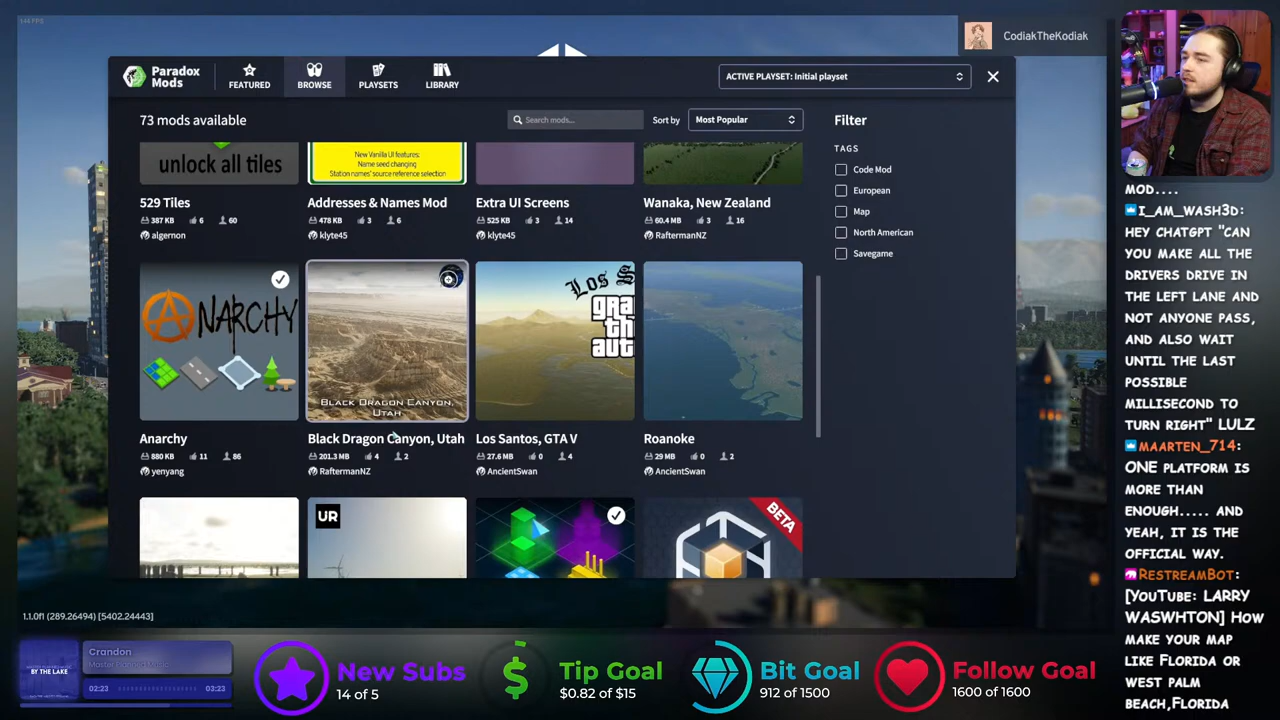 144 FPS
CodiakTheKodiak
Paradox Mods
FEATURED
BROWSE
PLAYSETS
LIBRARY
ACTIVE PLAYSET: Initial playset
73 mods available
Search mods...
Sort by
Most Popular
Filter
TAGS
Code Mod
European
Map
North American
Savegame
unlock all tiles
New Vanilla UI features:
Name seed changing
Station names' source reference selection
529 Tiles
387 KB 6 60
algernon
Addresses & Names Mod
478 KB 3 6
klyte45
Extra UI Screens
525 KB 3 14
klyte45
Wanaka, New Zealand
60.4 MB 3 16
RaftermanNZ
ANARCHY
BLACK DRAGON CANYON,
UTAH
Los S
gra
th
aut
Anarchy
880 KB 11 86
yenyang
Black Dragon Canyon, Utah
201.3 MB 4 2
RaftermanNZ
Los Santos, GTA V
27.6 MB 0 4
AncientSwan
Roanoke
29 MB 0 2
AncientSwan
UR
BETA
1.1.0f1 (289.26494) [5402.24443]
MOD....
I_AM_WASH3D:
HEY CHATGPT "CAN
YOU MAKE ALL THE
DRIVERS DRIVE IN
THE LEFT LANE AND
NOT ANYONE PASS,
AND ALSO WAIT
UNTIL THE LAST
POSSIBLE
MILLISECOND TO
TURN RIGHT" LULZ
MAARTEN_714:
ONE PLATFORM IS
MORE THAN
ENOUGH..... AND
YEAH, IT IS THE
OFFICIAL WAY.
RESTREAMBOT:
[YOUTUBE: LARRY
WASWHTON] HOW
MAKE YOUR MAP
LIKE FLORIDA OR
WEST PALM
BEACH,FLORIDA
BY THE LAKE
Crandon
Master Planned Music
02:23
03:23
New Subs
14 of 5
Tip Goal
$0.82 of $15
Bit Goal
912 of 1500
Follow Goal
1600 of 1600